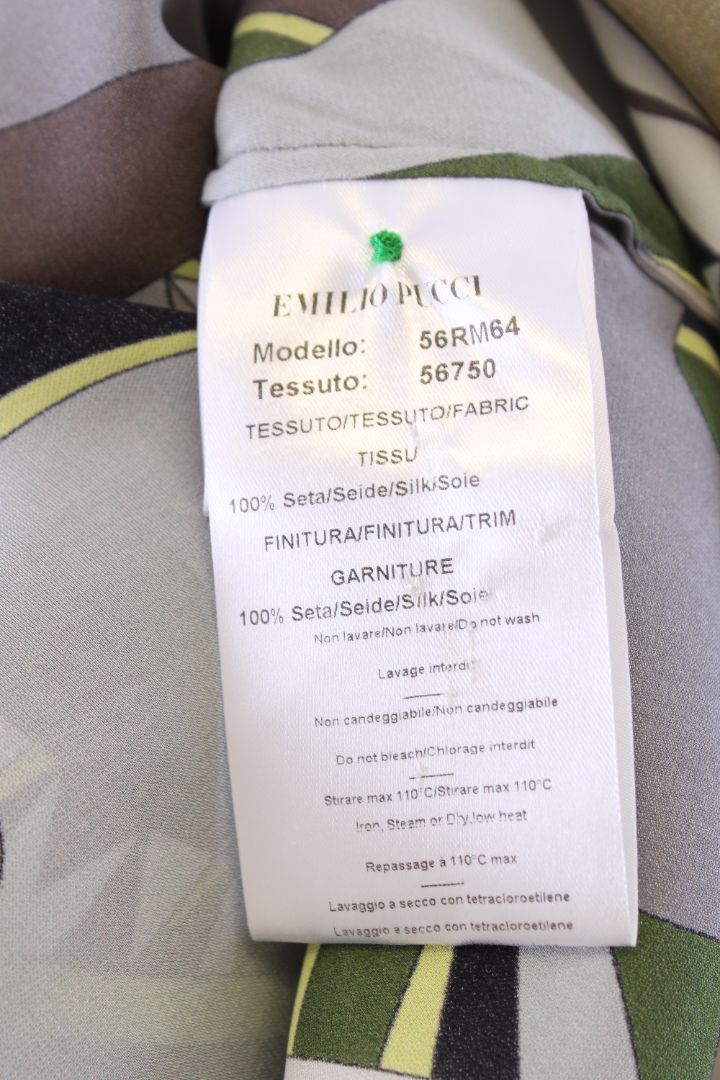 EMILIO PUCCI
Modello: 56RM64
Tessuto: 56750
TESSUTO/TESSUTO/FABRIC
TISSU
100% Seta/Seide/Silk/Soie
FINITURA/FINITURA/TRIM
GARNITURE
100% Seta/Seide/Silk/Soie
Non lavare/Non lavare/Do not wash
Lavage interdit
Non candeggiabile/Non candeggiabile
Do not bleach/Chlorage interdit
Stirare max 110°C/Stirare max 110°C
Iron, Steam or Dry,low heat
Repassage à 110°C max
Lavaggio a secco con tetracloroetilene
Lavaggio a secco con tetracloroetilene